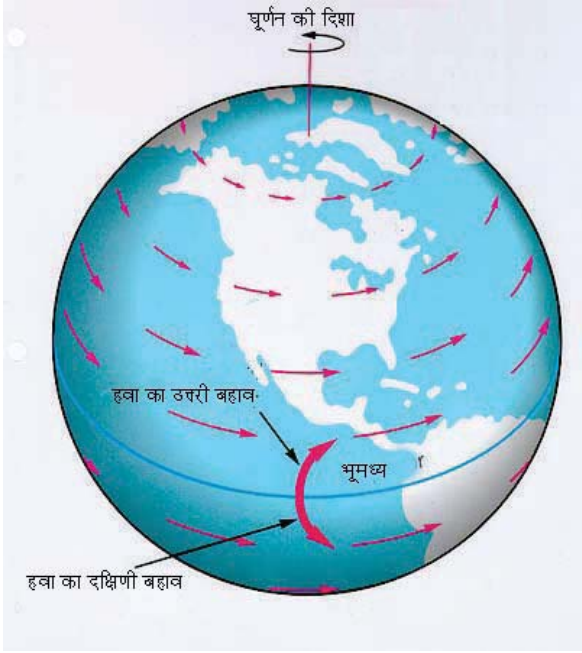 घूर्णन की दिशा
हवा का उत्तरी बहाव
भूमध्य
हवा का दक्षिणी बहाव